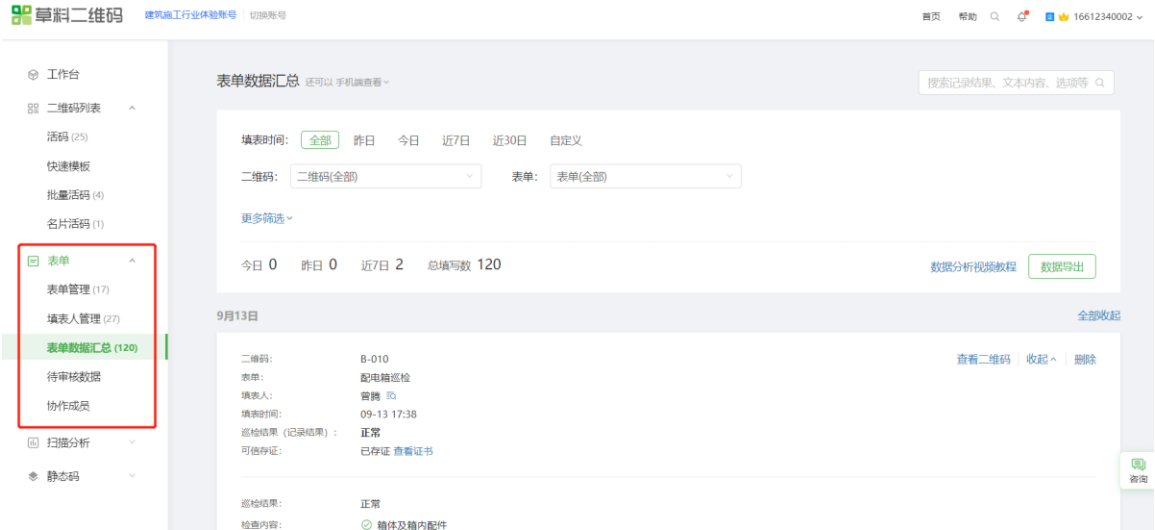 草料二维码 建筑施工行业体验账号 切换账号 首页 帮助 16612340002
工作台
二维码列表
活码 (25)
快速模板
批量活码 (4)
名片活码 (1)
表单
表单管理 (17)
填表人管理 (27)
表单数据汇总 (120)
待审核数据
协作成员
扫描分析
静态码
表单数据汇总 还可以 手机端查看
搜索记录结果、文本内容、选项等
填表时间: 全部 昨日 今日 近7日 近30日 自定义
二维码: 二维码(全部) 表单: 表单(全部)
更多筛选
今日 0 昨日 0 近7日 2 总填写数 120 数据分析视频教程 数据导出
9月13日 全部收起
二维码: B-010 查看二维码 收起 删除
表单: 配电箱巡检
填表人: 曾腾
填表时间: 09-13 17:38
巡检结果（记录结果）: 正常
可信存证: 已存证 查看证书
巡检结果: 正常
检查内容: 箱体及箱内配件
咨询